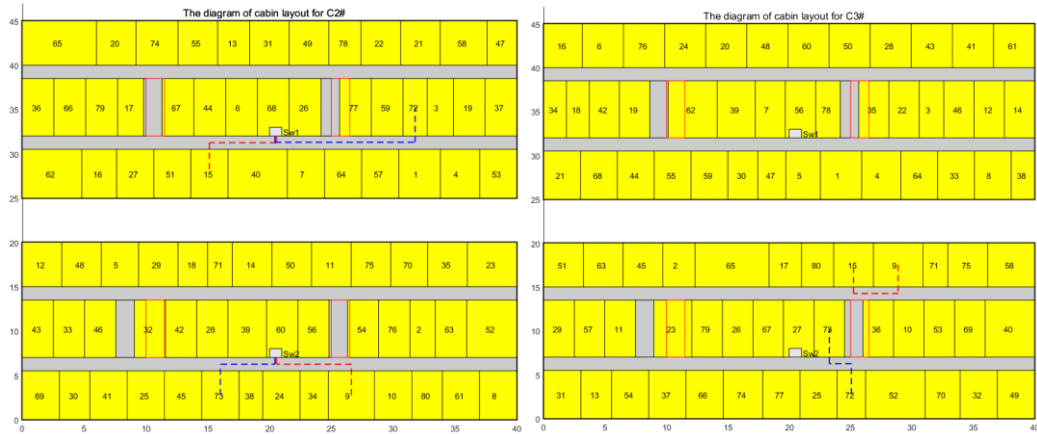 The diagram of cabin layout for C2#
45
65 20 74 55 13 31 49 78 22 21 58 47
40
36 66 79 17 67 44 6 68 26 77 59 72 3 19 37
35
Sw1
30
62 16 27 51 15 40 7 64 57 1 4 53
25
20
12 48 5 29 18 71 14 50 11 75 70 35 23
15
43 33 46 32 42 28 39 60 56 54 76 2 63 52
10
Sw2
5
69 30 41 25 45 73 38 24 34 9 10 80 61 8
0
0 5 10 15 20 25 30 35 40
The diagram of cabin layout for C3#
45
16 6 76 24 20 48 60 50 28 43 41 61
40
34 18 42 19 62 39 7 56 78 35 22 3 46 12 14
35
Sw1
30
21 68 44 55 59 30 47 5 1 4 64 33 8 38
25
20
51 63 45 2 65 17 80 15 9 71 75 58
15
29 57 11 23 79 26 67 27 73 36 10 53 69 40
10
Sw2
5
31 13 54 37 66 74 77 25 72 52 70 32 49
0
0 5 10 15 20 25 30 35 40